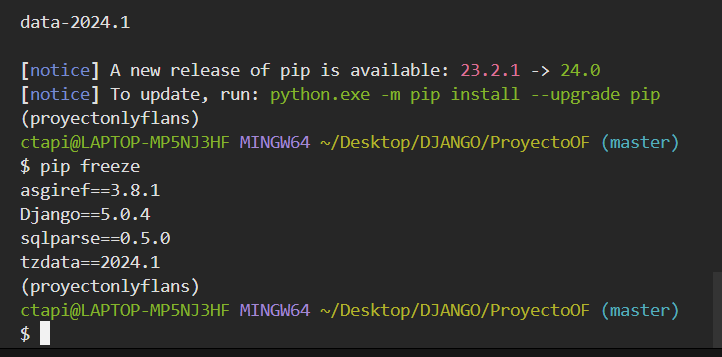 data-2024.1
[notice] A new release of pip is available: 23.2.1 -> 24.0
[notice] To update, run: python.exe -m pip install --upgrade pip
(proyectonlyflans)
ctapi@LAPTOP-MP5NJ3HF MINGW64 ~/Desktop/DJANGO/ProyectoOF (master)
$ pip freeze
asgiref==3.8.1
Django==5.0.4
sqlparse==0.5.0
tzdata==2024.1
(proyectonlyflans)
ctapi@LAPTOP-MP5NJ3HF MINGW64 ~/Desktop/DJANGO/ProyectoOF (master)
$